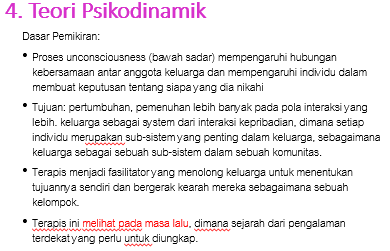 4. Teori Psikodinamik
Dasar Pemikiran:
• Proses unconsciousness (bawah sadar) mempengaruhi hubungan
kebersamaan antar anggota keluarga dan mempengaruhi individu dalam
membuat keputusan tentang siapa yang dia nikahi
• Tujuan: pertumbuhan, pemenuhan lebih banyak pada pola interaksi yang
lebih. keluarga sebagai system dari interaksi kepribadian, dimana setiap
individu merupakan sub-sistem yang penting dalam keluarga, sebagaimana
keluarga sebagai sebuah sub-sistem dalam sebuah komunitas.
• Terapis menjadi fasilitator yang menolong keluarga untuk menentukan
tujuannya sendiri dan bergerak kearah mereka sebagaimana sebuah
kelompok.
• Terapis ini melihat pada masa lalu, dimana sejarah dari pengalaman
terdekat yang perlu untuk diungkap.